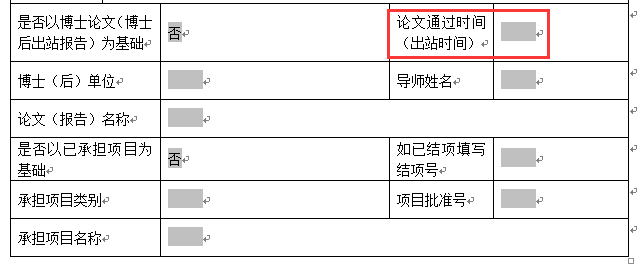 是否以博士论文（博士
后出站报告）为基础
否
论文通过时间
（出站时间）
博士（后）单位
导师姓名
论文（报告）名称
是否以已承担项目为
基础
否
如已结项填写
结项号
承担项目类别
项目批准号
承担项目名称